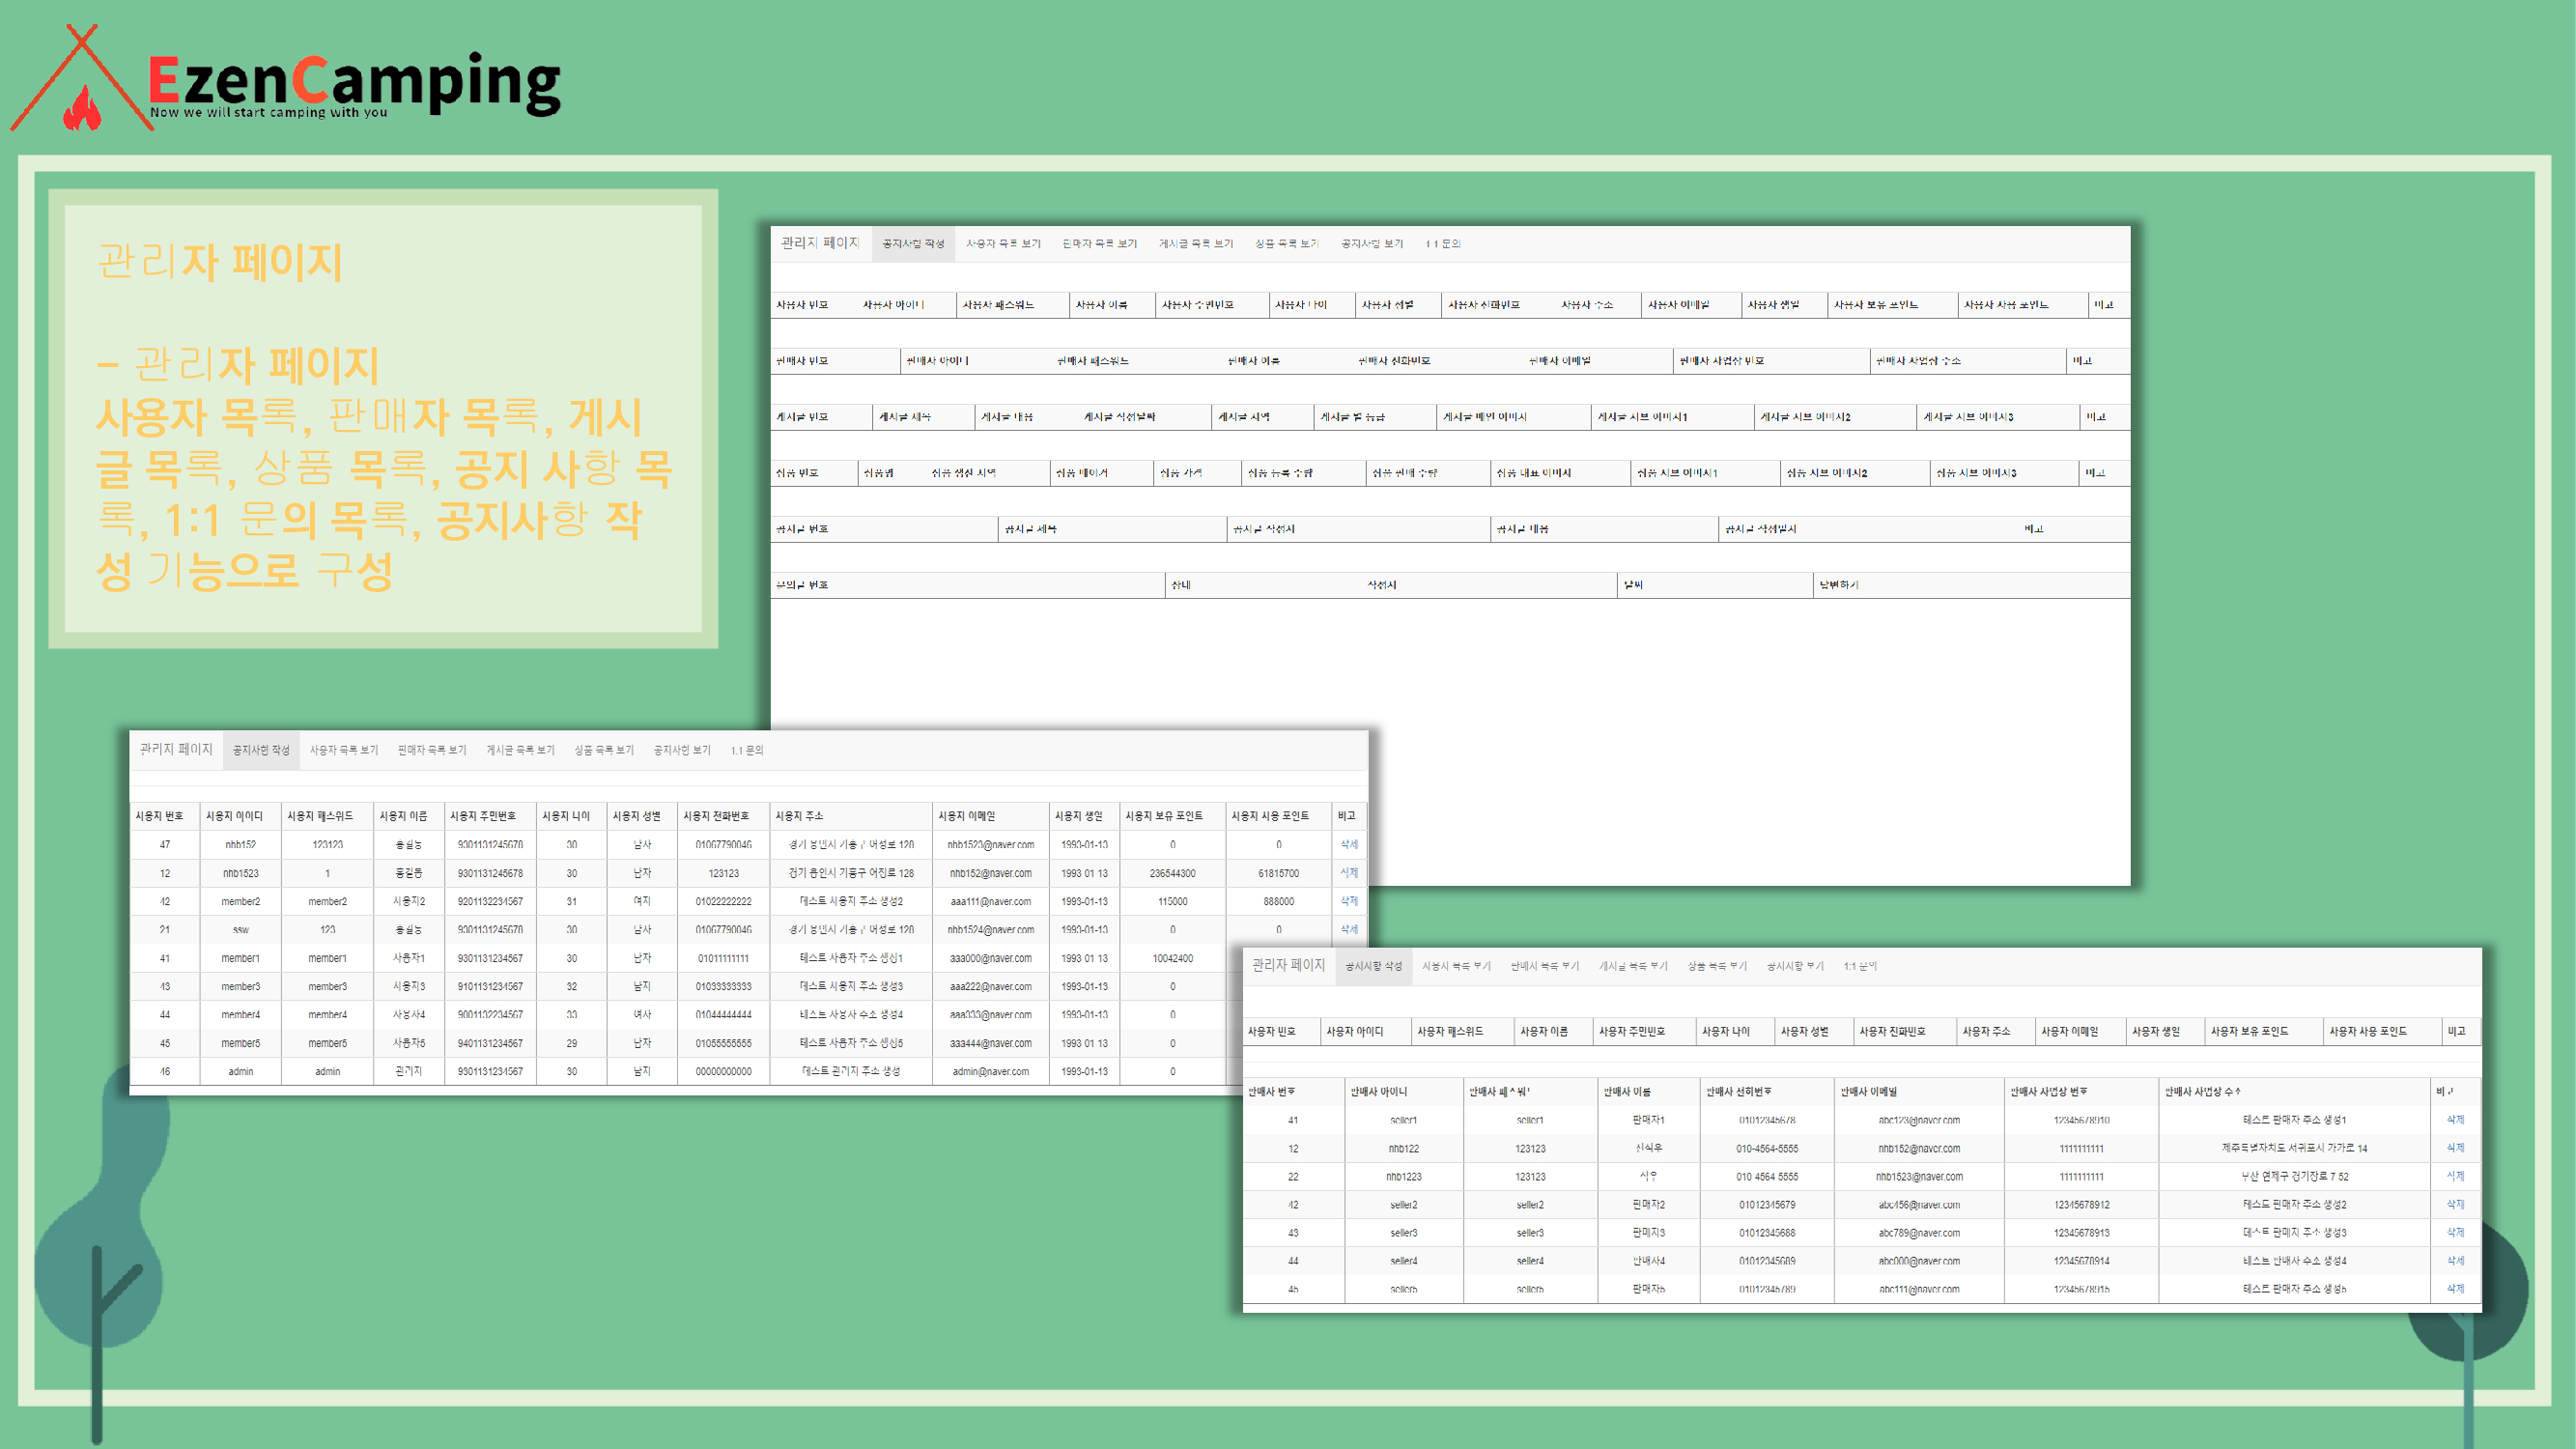 EzenCamping
Now we will start camping with you
관리자 페이지
– 관리자 페이지
사용자 목록, 판매자 목록, 게시
글 목록, 상품 목록, 공지 사항 목
록, 1:1 문의 목록, 공지사항 작
성 기능으로 구성
관리자 페이지 공지사항 작성 사용자 목록 보기 판매자 목록 보기 게시글 목록 보기 상품 목록 보기 공지사항 보기 1:1 문의
사용자 번호 사용자 아이디 사용자 패스워드 사용자 이름 사용자 주민번호 사용자 나이 사용자 성별 사용자 전화번호 사용자 주소 사용자 이메일 사용자 생일 사용자 보유 포인트 사용자 사용 포인트 비고
판매자 번호 판매자 아이디 판매자 패스워드 판매자 이름 판매자 전화번호 판매자 이메일 판매자 사업장 번호 판매자 사업장 주소 비고
게시글 번호 게시글 제목 게시글 내용 게시글 작성날짜 게시글 지역 게시글 별 등급 게시글 메인 이미지 게시글 서브 이미지1 게시글 서브 이미지2 게시글 서브 이미지3 비고
상품 번호 상품명 상품 생산 지역 상품 메이커 상품 가격 상품 등록 수량 상품 판매 수량 상품 대표 이미지 상품 서브 이미지1 상품 서브 이미지2 상품 서브 이미지3 비고
공지글 번호 공지글 제목 공지글 작성자 공지글 내용 공지글 작성일자 비고
문의글 번호 상태 작성자 날짜 답변하기
관리자 페이지 공지사항 작성 사용자 목록 보기 판매자 목록 보기 게시글 목록 보기 상품 목록 보기 공지사항 보기 1:1 문의
사용자 번호 사용자 아이디 사용자 패스워드 사용자 이름 사용자 주민번호 사용자 나이 사용자 성별 사용자 전화번호 사용자 주소 사용자 이메일 사용자 생일 사용자 보유 포인트 사용자 사용 포인트 비고
47 nhb152 123123 홍길동 9301131245678 30 남자 01067790046 경기 용인시 기흥구 어정로 128 nhb1523@naver.com 1993-01-13 0 0 삭제
12 nhb1523 1 홍길동 9301131245678 30 남자 123123 경기 용인시 기흥구 어정로 128 nhb152@naver.com 1993-01-13 236544300 61815700 삭제
42 member2 member2 사용자2 9201132234567 31 여자 01022222222 테스트 사용자 주소 생성2 aaa111@naver.com 1993-01-13 115000 888000 삭제
21 ssw 123 홍길동 9301131245678 30 남자 01067790046 경기 용인시 기흥구 어정로 128 nhb1524@naver.com 1993-01-13 0 0 삭제
41 member1 member1 사용자1 9301131234567 30 남자 01011111111 테스트 사용자 주소 생성1 aaa000@naver.com 1993-01-13 10042400
43 member3 member3 사용자3 9101131234567 32 남자 01033333333 테스트 사용자 주소 생성3 aaa222@naver.com 1993-01-13 0
44 member4 member4 사용자4 9001132234567 33 여자 01044444444 테스트 사용자 주소 생성4 aaa333@naver.com 1993-01-13 0
45 member5 member5 사용자5 9401131234567 29 남자 01055555555 테스트 사용자 주소 생성5 aaa444@naver.com 1993-01-13 0
46 admin admin 관리자 9301131234567 30 남자 00000000000 테스트 관리자 주소 생성 admin@naver.com 1993-01-13 0
관리자 페이지 공지사항 작성 사용자 목록 보기 판매자 목록 보기 게시글 목록 보기 상품 목록 보기 공지사항 보기 1:1 문의
사용자 번호 사용자 아이디 사용자 패스워드 사용자 이름 사용자 주민번호 사용자 나이 사용자 성별 사용자 전화번호 사용자 주소 사용자 이메일 사용자 생일 사용자 보유 포인트 사용자 사용 포인트 비고
판매자 번호 판매자 아이디 판매자 패스워드 판매자 이름 판매자 전화번호 판매자 이메일 판매자 사업장 번호 판매자 사업장 주소 비고
41 seller1 seller1 판매자1 01012345678 abc123@naver.com 12345678910 테스트 판매자 주소 생성1 삭제
12 nhb122 123123 010-4564-5555 nhb152@naver.com 1111111111 제주특별자치도 서귀포시 가가로 14 삭제
22 nhb1223 123123 010-4564-5555 nhb1523@naver.com 1111111111 부산 연제구 경기장로 7 52 삭제
42 seller2 seller2 판매자2 01012345679 abc456@naver.com 12345678912 테스트 판매자 주소 생성2 삭제
43 seller3 seller3 판매자3 01012345688 abc789@naver.com 12345678913 테스트 판매자 주소 생성3 삭제
44 seller4 seller4 판매자4 01012345689 abc000@naver.com 12345678914 테스트 판매자 주소 생성4 삭제
45 seller5 seller5 판매자5 01012345789 abc111@naver.com 12345678915 테스트 판매자 주소 생성5 삭제